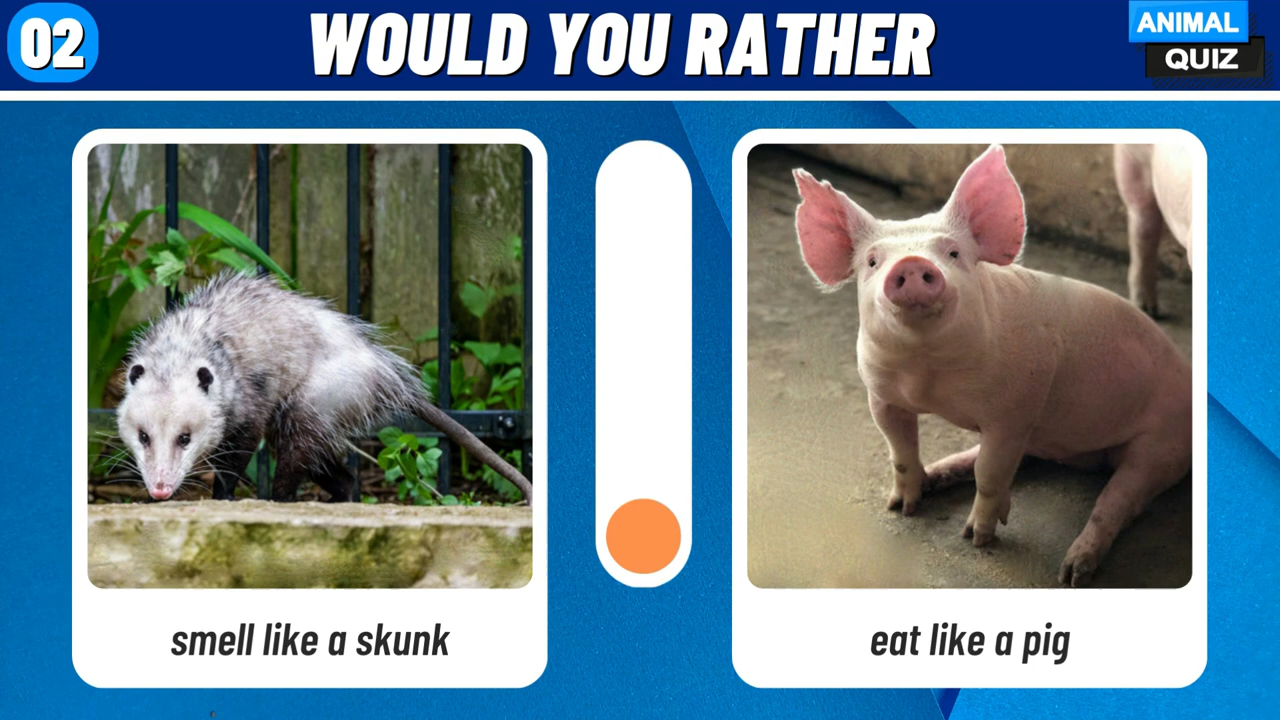 02
WOULD YOU RATHER
ANIMAL
QUIZ
smell like a skunk
eat like a pig